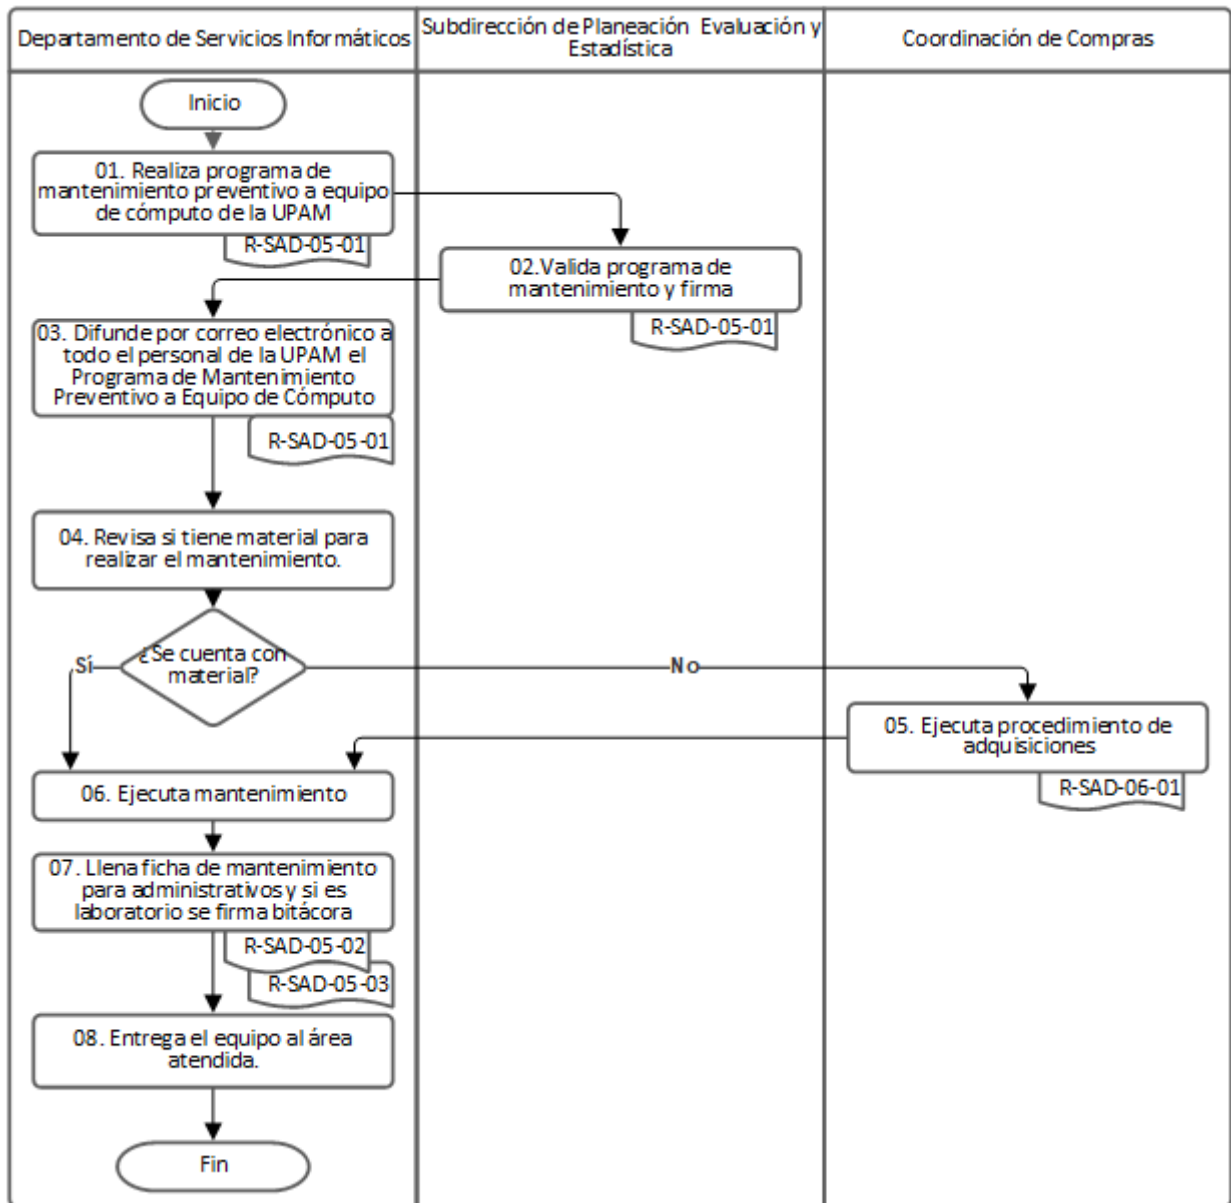 Departamento de Servicios Informáticos
Subdirección de Planeación Evaluación y
Estadística
Coordinación de Compras
Inicio
01. Realiza programa de
mantenimiento preventivo a equipo
de cómputo de la UPAM
R-SAD-05-01
02.Valida programa de
mantenimiento y firma
R-SAD-05-01
03. Difunde por correo electrónico a
todo el personal de la UPAM el
Programa de Mantenimiento
Preventivo a Equipo de Cómputo
R-SAD-05-01
04. Revisa si tiene material para
realizar el mantenimiento.
¿Se cuenta con
material?
Sí
No
05. Ejecuta procedimiento de
adquisiciones
R-SAD-06-01
06. Ejecuta mantenimiento
07. Llena ficha de mantenimiento
para administrativos y si es
laboratorio se firma bitácora
R-SAD-05-02
R-SAD-05-03
08. Entrega el equipo al área
atendida.
Fin